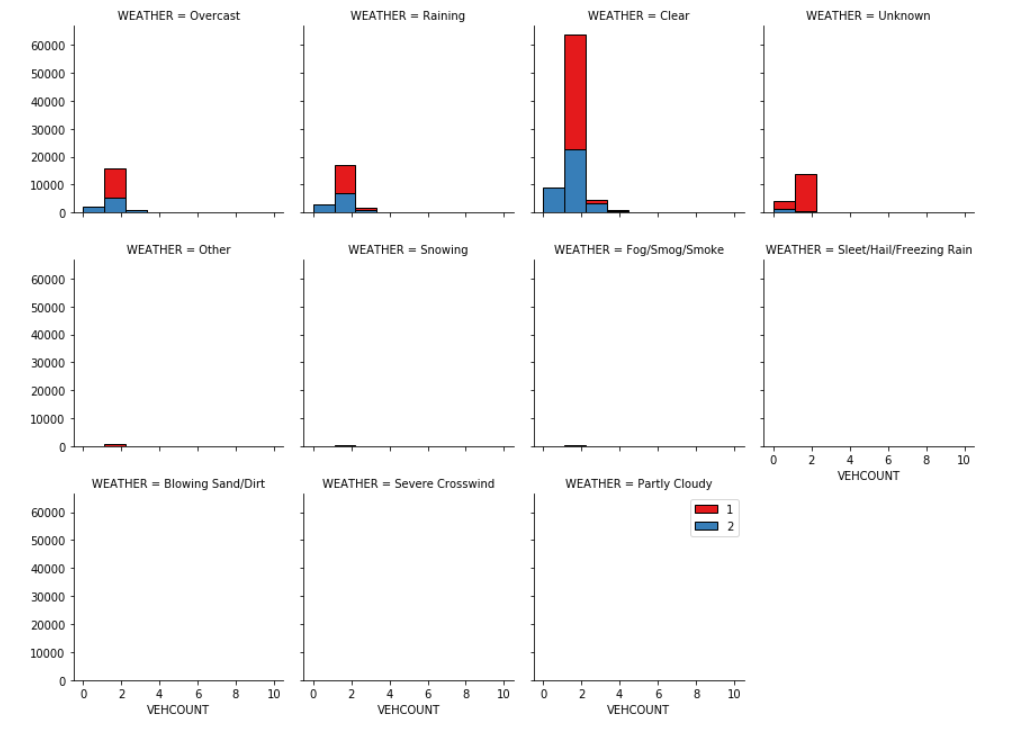 WEATHER = Overcast
WEATHER = Raining
WEATHER = Clear
WEATHER = Unknown
60000
50000
40000
30000
20000
10000
0
WEATHER = Other
WEATHER = Snowing
WEATHER = Fog/Smog/Smoke
WEATHER = Sleet/Hail/Freezing Rain
60000
50000
40000
30000
20000
10000
0
0 2 4 6 8 10
VEHCOUNT
WEATHER = Blowing Sand/Dirt
WEATHER = Severe Crosswind
WEATHER = Partly Cloudy
1
2
60000
50000
40000
30000
20000
10000
0
0 2 4 6 8 10
VEHCOUNT
0 2 4 6 8 10
VEHCOUNT
0 2 4 6 8 10
VEHCOUNT